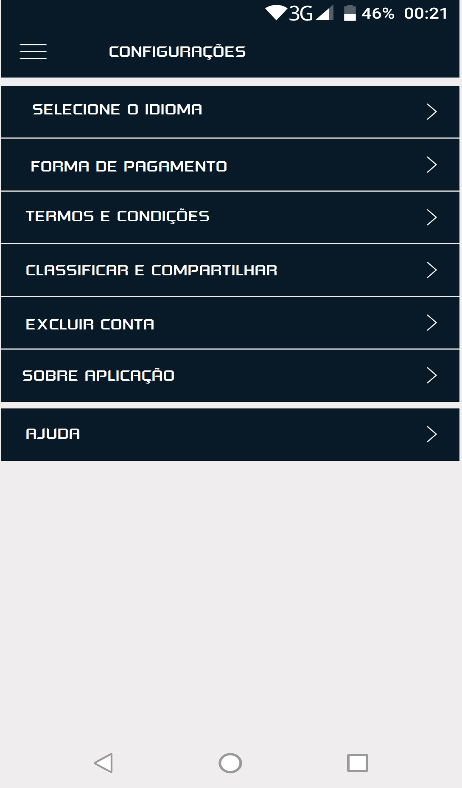 3G 46% 00:21
CONFIGURAÇÕES
SELECIONE O IDIOMA
FORMA DE PAGAMENTO
TERMOS E CONDIÇÕES
CLASSIFICAR E COMPARTILHAR
EXCLUIR CONTA
SOBRE APLICAÇÃO
AJUDA